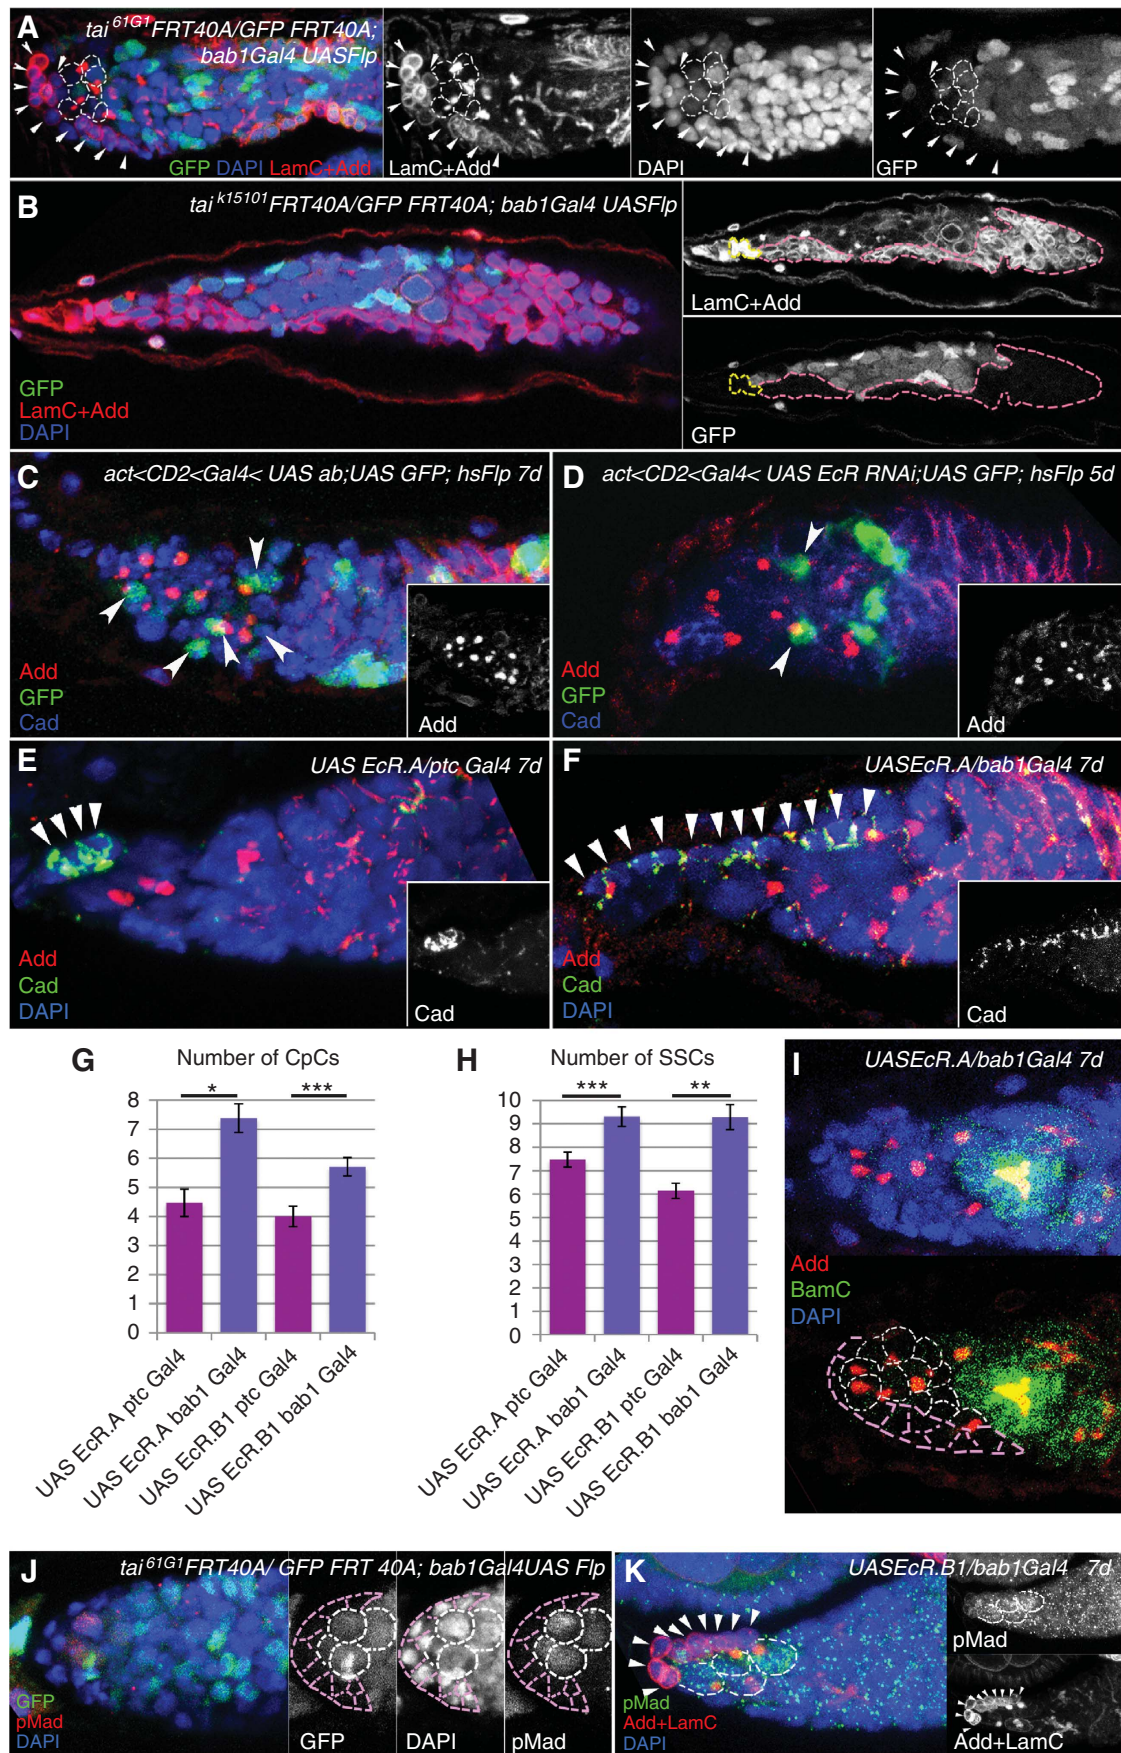 A
tai 61G1 FRT40A/GFP FRT40A;
bab1Gal4 UASFlp
GFP DAPI LamC+Add
LamC+Add
DAPI
GFP
B
tai k15101 FRT40A/GFP FRT40A; bab1Gal4 UASFlp
GFP
LamC+Add
DAPI
LamC+Add
GFP
C
act<CD2<Gal4< UAS ab;UAS GFP; hsFlp 7d
Add
GFP
Cad
Add
D
act<CD2<Gal4< UAS EcR RNAi;UAS GFP; hsFlp 5d
Add
GFP
Cad
Add
E
UAS EcR.A/ptc Gal4 7d
Add
Cad
DAPI
Cad
F
UASEcR.A/bab1Gal4 7d
Add
Cad
DAPI
Cad
G
Number of CpCs
* ***
8
7
6
5
4
3
2
1
0
UAS EcR.A ptc Gal4
UAS EcR.A bab1 Gal4
UAS EcR.B1 ptc Gal4
UAS EcR.B1 bab1 Gal4
H
Number of SSCs
*** **
10
9
8
7
6
5
4
3
2
1
0
UAS EcR.A ptc Gal4
UAS EcR.A bab1 Gal4
UAS EcR.B1 ptc Gal4
UAS EcR.B1 bab1 Gal4
I
UASEcR.A/bab1Gal4 7d
Add
BamC
DAPI
J
tai 61G1 FRT40A/ GFP FRT 40A; bab1Gal4UAS Flp
GFP
pMad
DAPI
GFP
DAPI
pMad
K
UASEcR.B1/bab1Gal4 7d
pMad
Add+LamC
DAPI
pMad
Add+LamC